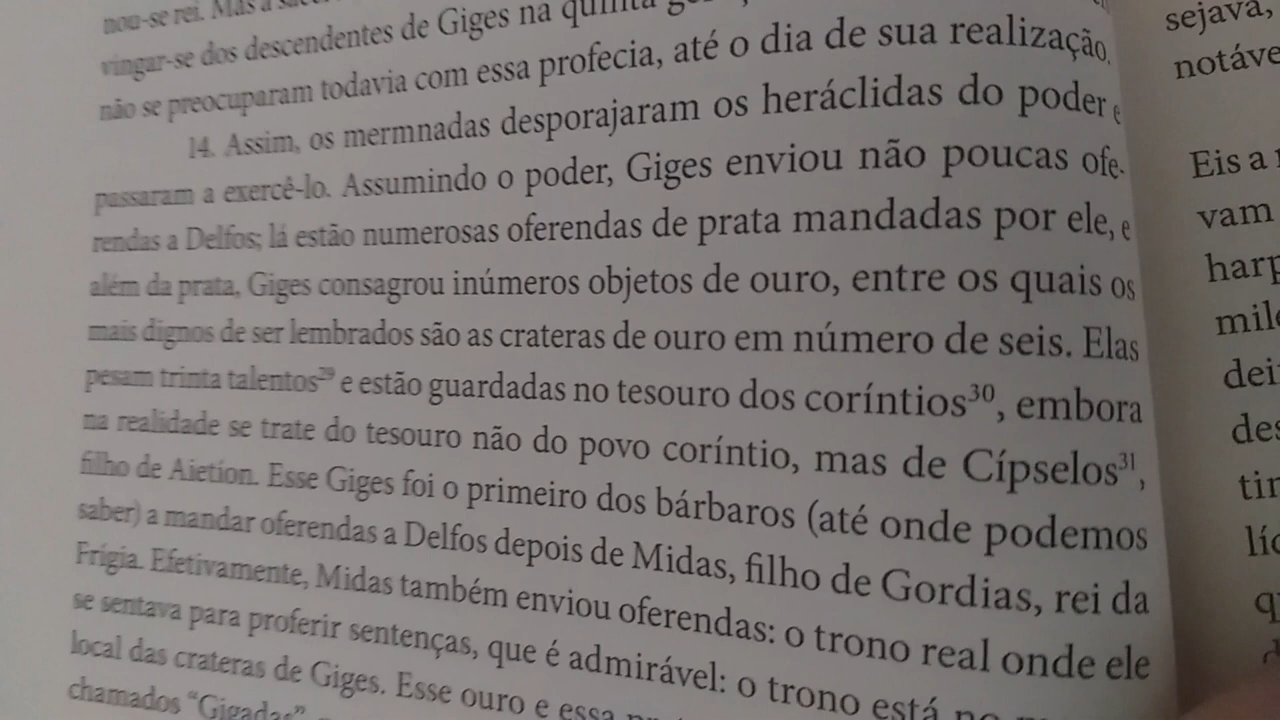 nou-se rei. Mas a
vingar-se dos descendentes de Giges na quinta
não se preocuparam todavia com essa profecia, até o dia de sua realização,
14. Assim, os mermnadas desporajaram os heráclidas do poder e
passaram a exercê-lo. Assumindo o poder, Giges enviou não poucas ofe-
rendas a Delfos; lá estão numerosas oferendas de prata mandadas por ele, e
além da prata, Giges consagrou inúmeros objetos de ouro, entre os quais os
mais dignos de ser lembrados são as crateras de ouro em número de seis. Elas
pesam trinta talentos²⁹ e estão guardadas no tesouro dos coríntios³⁰, embora
na realidade se trate do tesouro não do povo coríntio, mas de Cípselos³¹,
filho de Aietíon. Esse Giges foi o primeiro dos bárbaros (até onde podemos
saber) a mandar oferendas a Delfos depois de Midas, filho de Gordias, rei da
Frígia. Efetivamente, Midas também enviou oferendas: o trono real onde ele
se sentava para proferir sentenças, que é admirável: o trono está no
local das crateras de Giges. Esse ouro e essa
chamados “Gigadas”
sejava,
notáve
Eis a
vam
harp
mile
dei
des
tir
líc
q